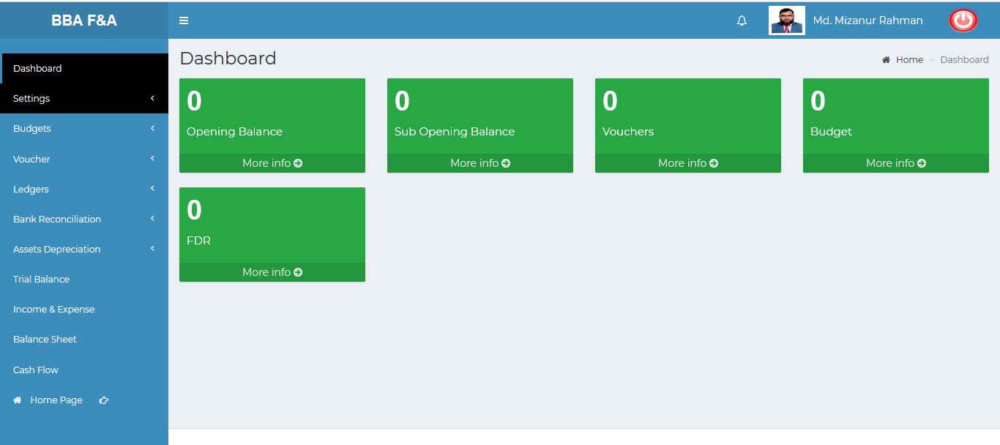 BBA F&A
Md. Mizanur Rahman
Dashboard
Settings
Budgets
Voucher
Ledgers
Bank Reconciliation
Assets Depreciation
Trial Balance
Income & Expense
Balance Sheet
Cash Flow
Home Page
Dashboard
Home > Dashboard
0
Opening Balance
More info
0
Sub Opening Balance
More info
0
Vouchers
More info
0
Budget
More info
0
FDR
More info